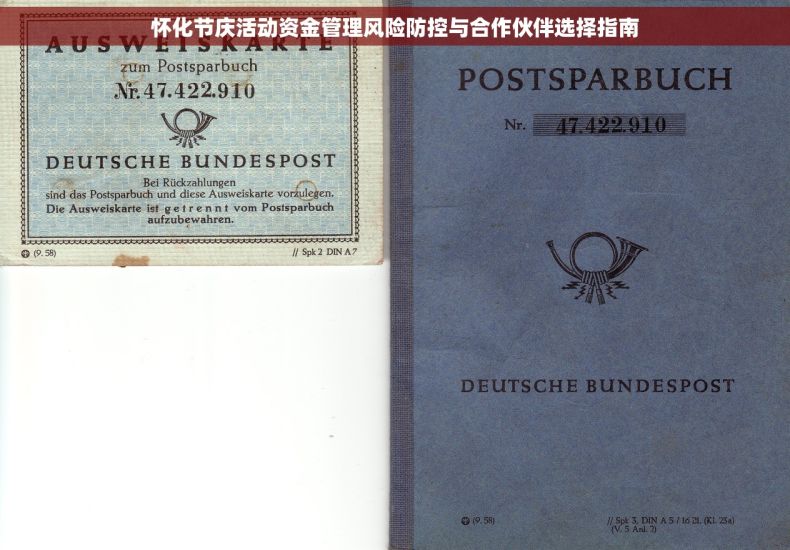 怀化节庆活动资金管理风险防控与合作伙伴选择指南
AUSWEISKARTE
zum Postsparbuch
Nr. 47.422.910
DEUTSCHE BUNDESPOST
Bei Rückzahlungen
sind das Postsparbuch und diese Ausweiskarte vorzulegen.
Die Ausweiskarte ist getrennt vom Postsparbuch
aufzubewahren.
(9. 58)
// Spk 2 DIN A 7
POSTSPARBUCH
Nr. 47.422.910
DEUTSCHE BUNDESPOST
(9. 58)
// Spk 3, DIN A 5 / 16 Bl. (Kl. 23a)
(V. 5 Anl. 2)